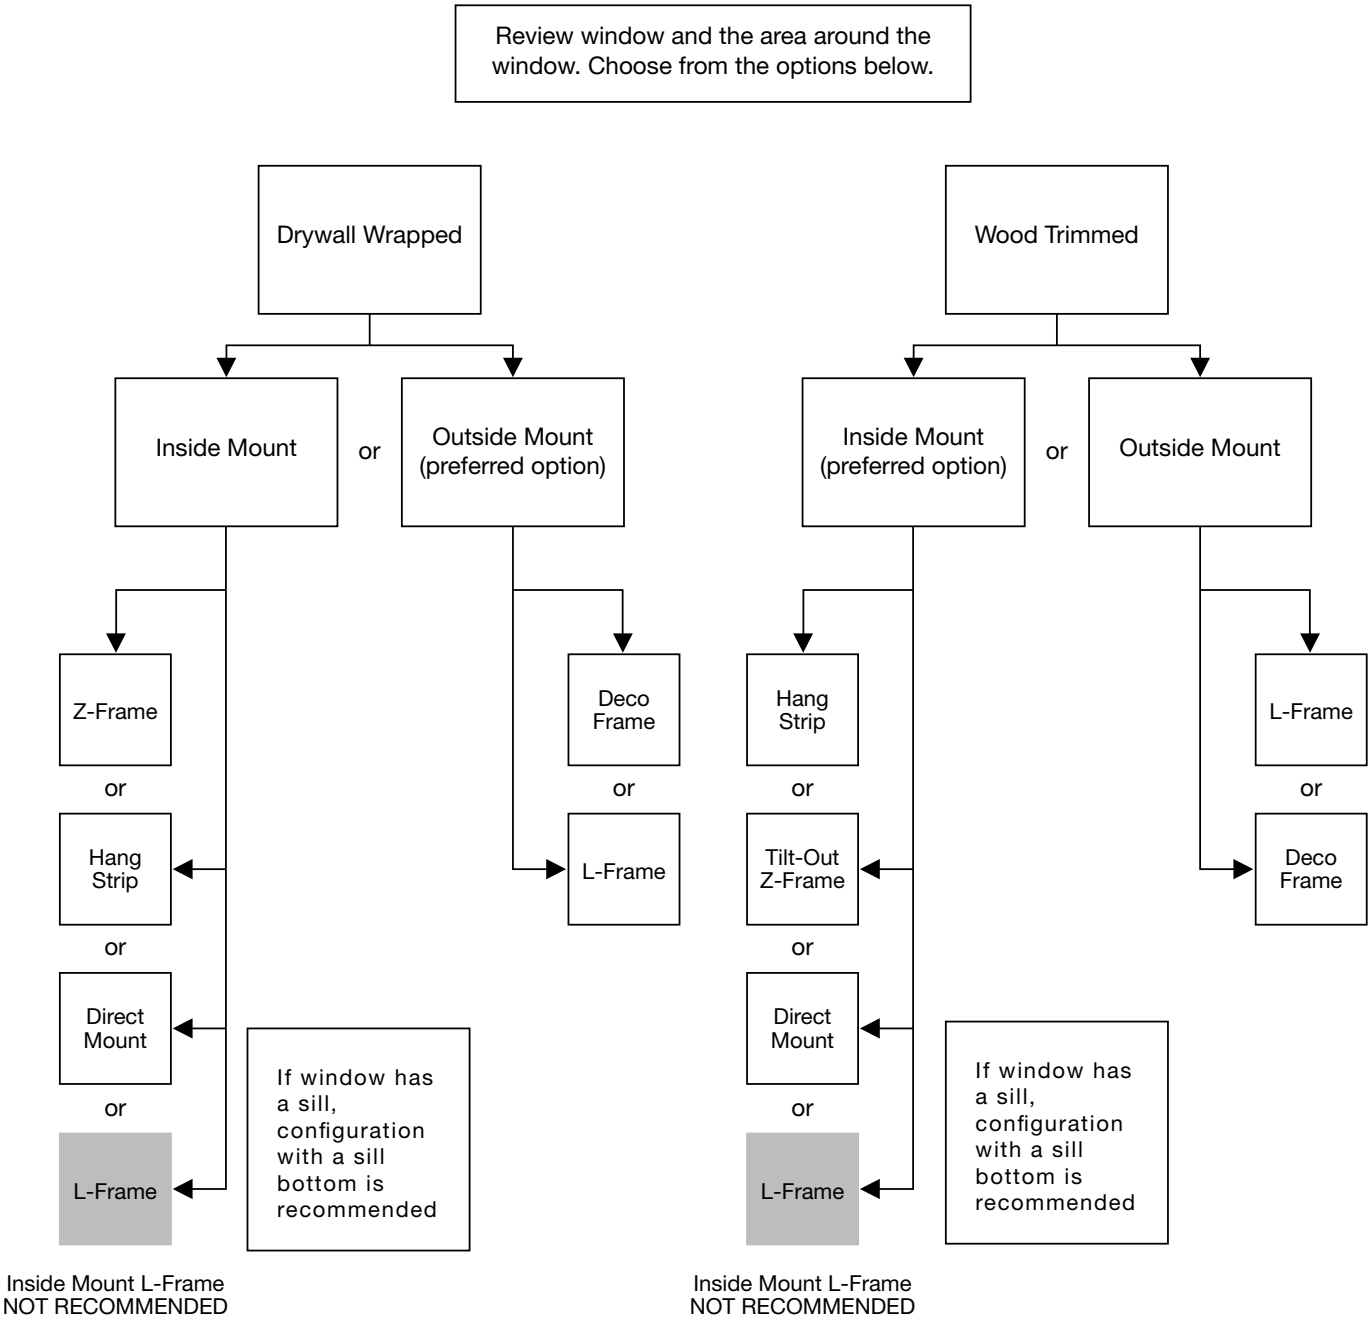 Review window and the area around the
window. Choose from the options below.
Drywall Wrapped
Wood Trimmed
Inside Mount
or
Outside Mount
(preferred option)
Inside Mount
(preferred option)
or
Outside Mount
Z-Frame
or
Hang
Strip
or
Direct
Mount
or
L-Frame
Inside Mount L-Frame
NOT RECOMMENDED
If window has
a sill,
configuration
with a sill
bottom is
recommended
Deco
Frame
or
L-Frame
Hang
Strip
or
Tilt-Out
Z-Frame
or
Direct
Mount
or
L-Frame
Inside Mount L-Frame
NOT RECOMMENDED
If window has
a sill,
configuration
with a sill
bottom is
recommended
L-Frame
or
Deco
Frame